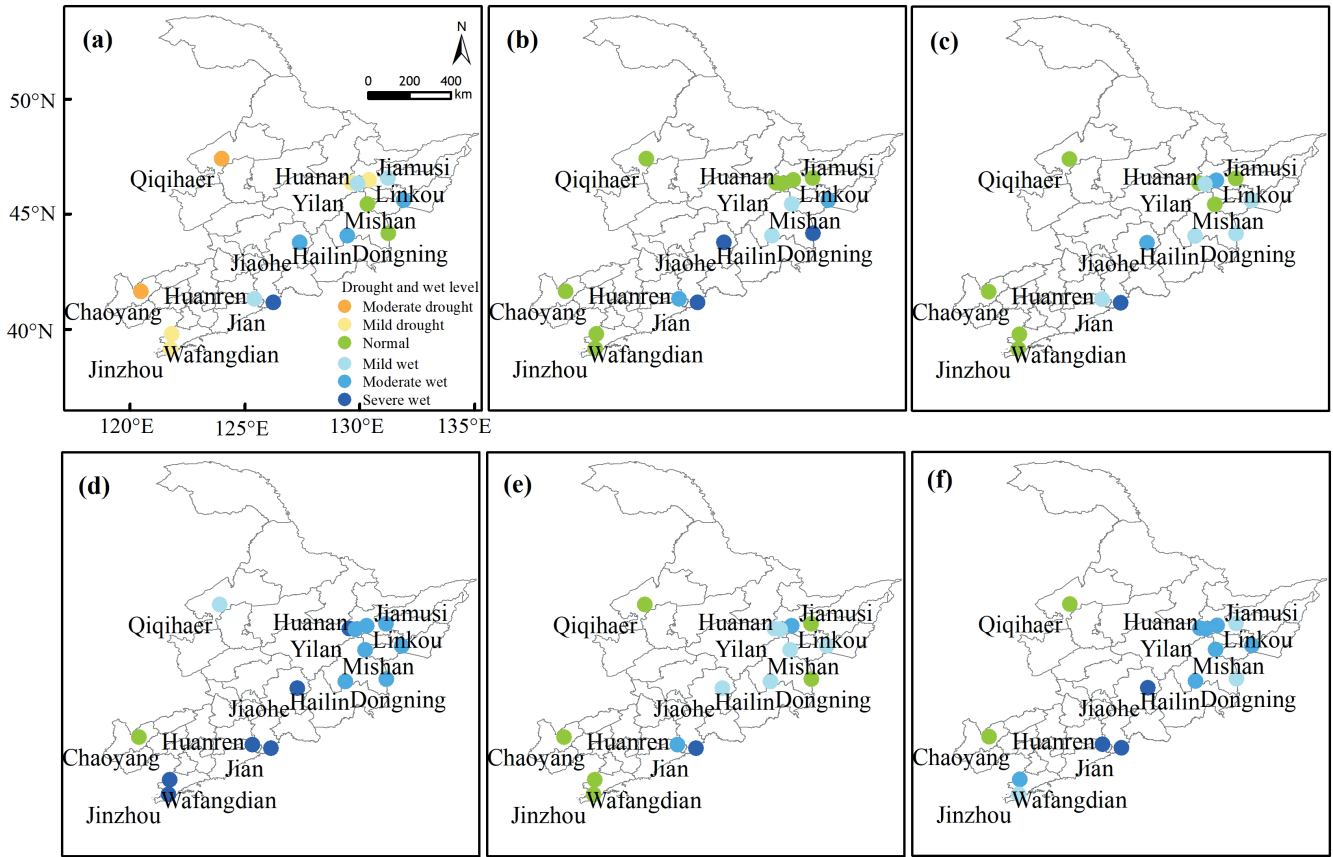 (a)
N
0 200 400
km
50°N
Jiamusi
Huanan
Qiqihaer
Linkou
Yilan
45°N
Mishan
Hailin Dongning
Jiaohe
Drought and wet level
Huanren
Moderate drought
Chaoyang
Mild drought
Jian
40°N
Normal
Wafangdian
Mild wet
Jinzhou
Moderate wet
Severe wet
120°E 125°E 130°E 135°E
(b)
Jiamusi
Huanan
Qiqihaer
Linkou
Yilan
Mishan
Hailin Dongning
Jiaohe
Huanren
Chaoyang
Jian
Wafangdian
Jinzhou
(c)
Jiamusi
Huanan
Qiqihaer
Linkou
Yilan
Mishan
Hailin Dongning
Jiaohe
Huanren
Chaoyang
Jian
Wafangdian
Jinzhou
(d)
Jiamusi
Huanan
Qiqihaer
Linkou
Yilan
Mishan
Hailin Dongning
Jiaohe
Huanren
Chaoyang
Jian
Wafangdian
Jinzhou
(e)
Jiamusi
Huanan
Qiqihaer
Linkou
Yilan
Mishan
Hailin Dongning
Jiaohe
Huanren
Chaoyang
Jian
Wafangdian
Jinzhou
(f)
Jiamusi
Huanan
Qiqihaer
Linkou
Yilan
Mishan
Hailin Dongning
Jiaohe
Huanren
Chaoyang
Jian
Wafangdian
Jinzhou